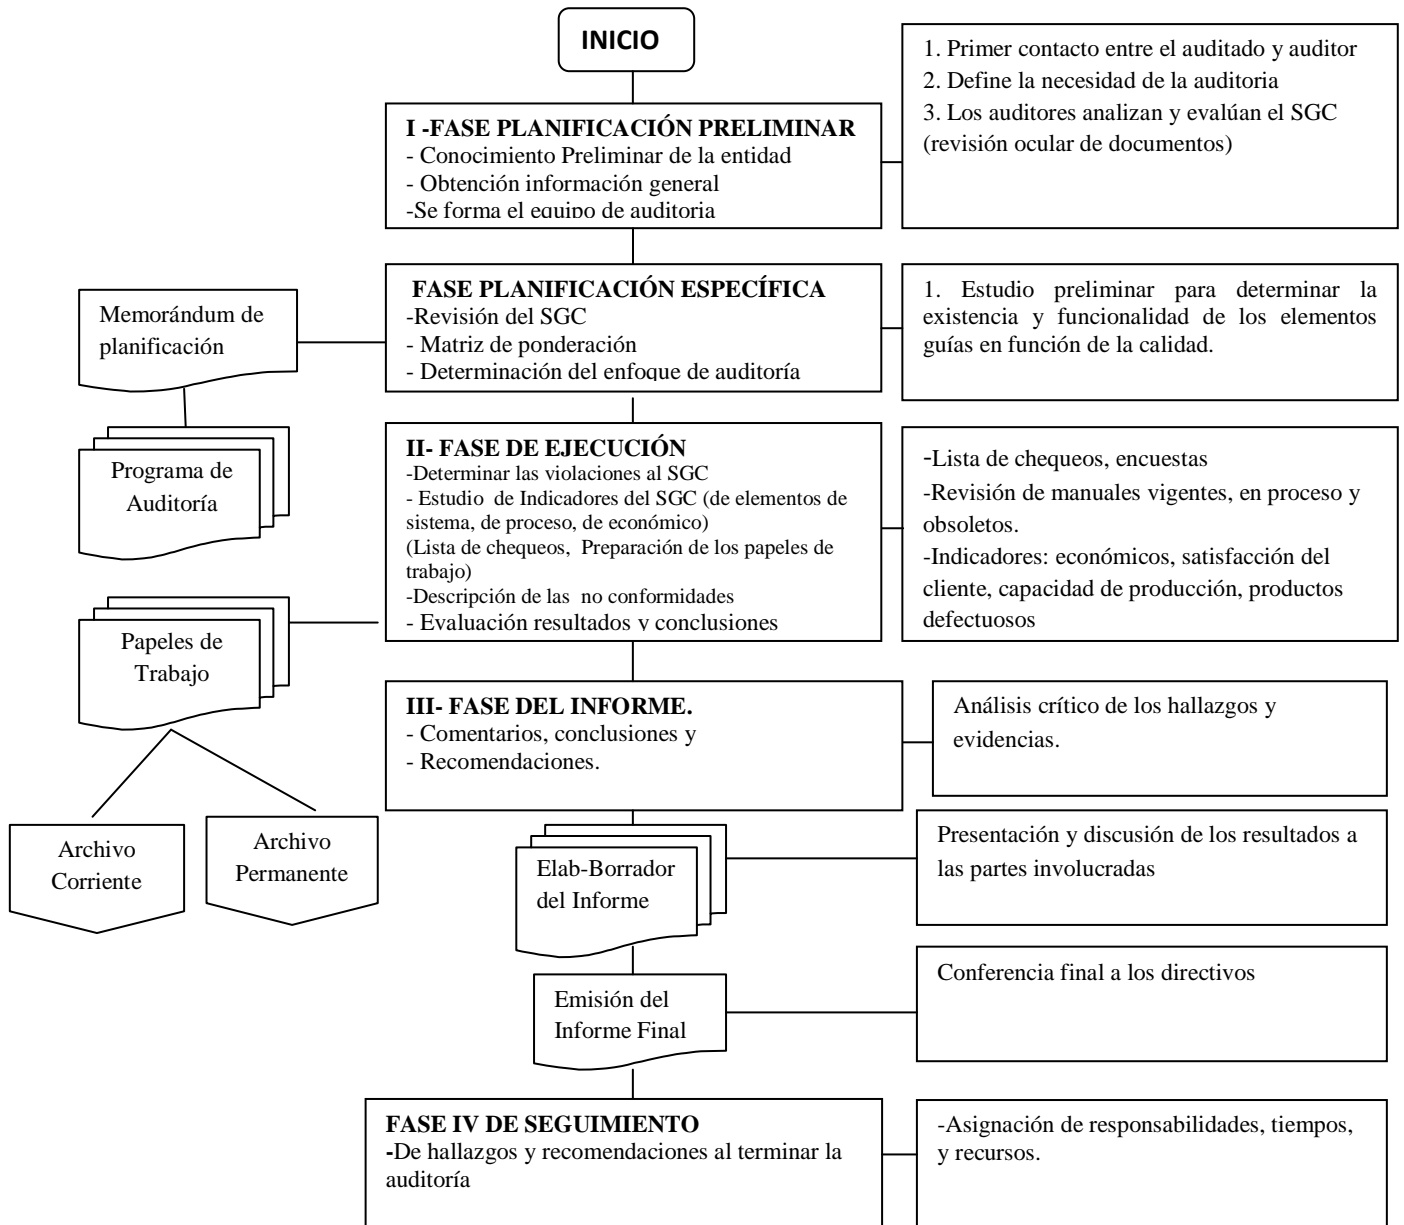 INICIO
1. Primer contacto entre el auditado y auditor
2. Define la necesidad de la auditoria
3. Los auditores analizan y evalúan el SGC
(revisión ocular de documentos)
I -FASE PLANIFICACIÓN PRELIMINAR
- Conocimiento Preliminar de la entidad
- Obtención información general
-Se forma el equipo de auditoria
FASE PLANIFICACIÓN ESPECÍFICA
-Revisión del SGC
- Matriz de ponderación
- Determinación del enfoque de auditoría
1. Estudio preliminar para determinar la
existencia y funcionalidad de los elementos
guías en función de la calidad.
Memorándum de
planificación
Programa de
Auditoría
II- FASE DE EJECUCIÓN
-Determinar las violaciones al SGC
- Estudio de Indicadores del SGC (de elementos de
sistema, de proceso, de económico)
(Lista de chequeos, Preparación de los papeles de
trabajo)
-Descripción de las no conformidades
- Evaluación resultados y conclusiones
-Lista de chequeos, encuestas
-Revisión de manuales vigentes, en proceso y
obsoletos.
-Indicadores: económicos, satisfacción del
cliente, capacidad de producción, productos
defectuosos
Papeles de
Trabajo
Archivo
Corriente
Archivo
Permanente
III- FASE DEL INFORME.
- Comentarios, conclusiones y
- Recomendaciones.
Análisis crítico de los hallazgos y
evidencias.
Elab-Borrador
del Informe
Presentación y discusión de los resultados a
las partes involucradas
Emisión del
Informe Final
Conferencia final a los directivos
FASE IV DE SEGUIMIENTO
-De hallazgos y recomendaciones al terminar la
auditoría
-Asignación de responsabilidades, tiempos,
y recursos.